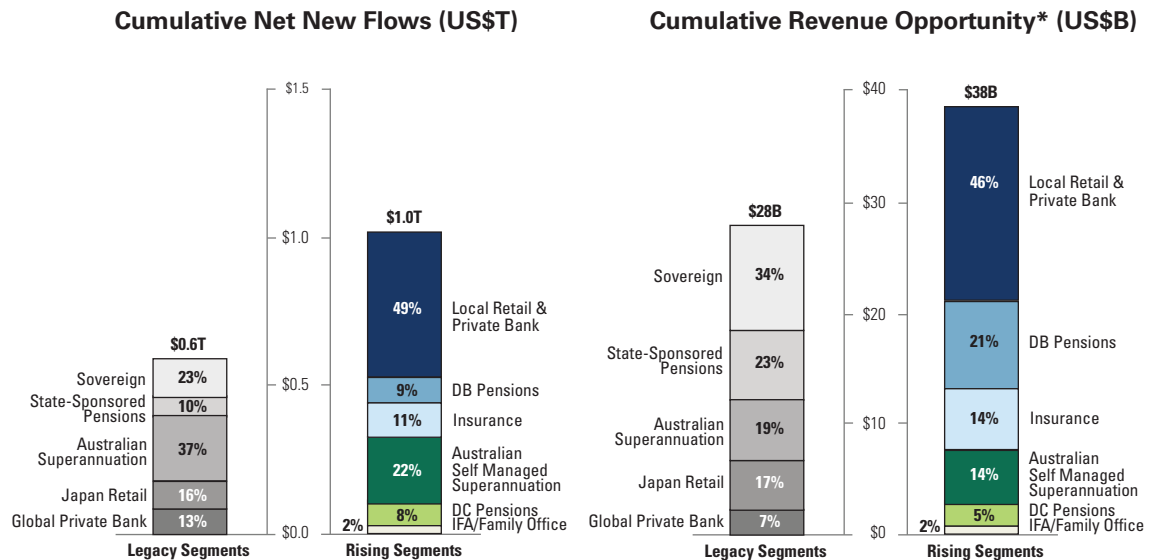 Cumulative Net New Flows (US$T)
$1.5
$1.0
$0.5
$0.0
$0.6T
Sovereign
23%
State-Sponsored
Pensions
10%
Australian
Superannuation
37%
Japan Retail
16%
Global Private Bank
13%
Legacy Segments
$1.0T
49%
Local Retail &
Private Bank
9%
DB Pensions
11%
Insurance
22%
Australian
Self Managed
Superannuation
8%
DC Pensions
2%
IFA/Family Office
Rising Segments
Cumulative Revenue Opportunity* (US$B)
$40
$30
$20
$10
$0
$28B
Sovereign
34%
State-Sponsored
Pensions
23%
Australian
Superannuation
19%
Japan Retail
17%
Global Private Bank
7%
Legacy Segments
$38B
46%
Local Retail &
Private Bank
21%
DB Pensions
14%
Insurance
14%
Australian
Self Managed
Superannuation
5%
DC Pensions
2%
IFA/Family Office
Rising Segments